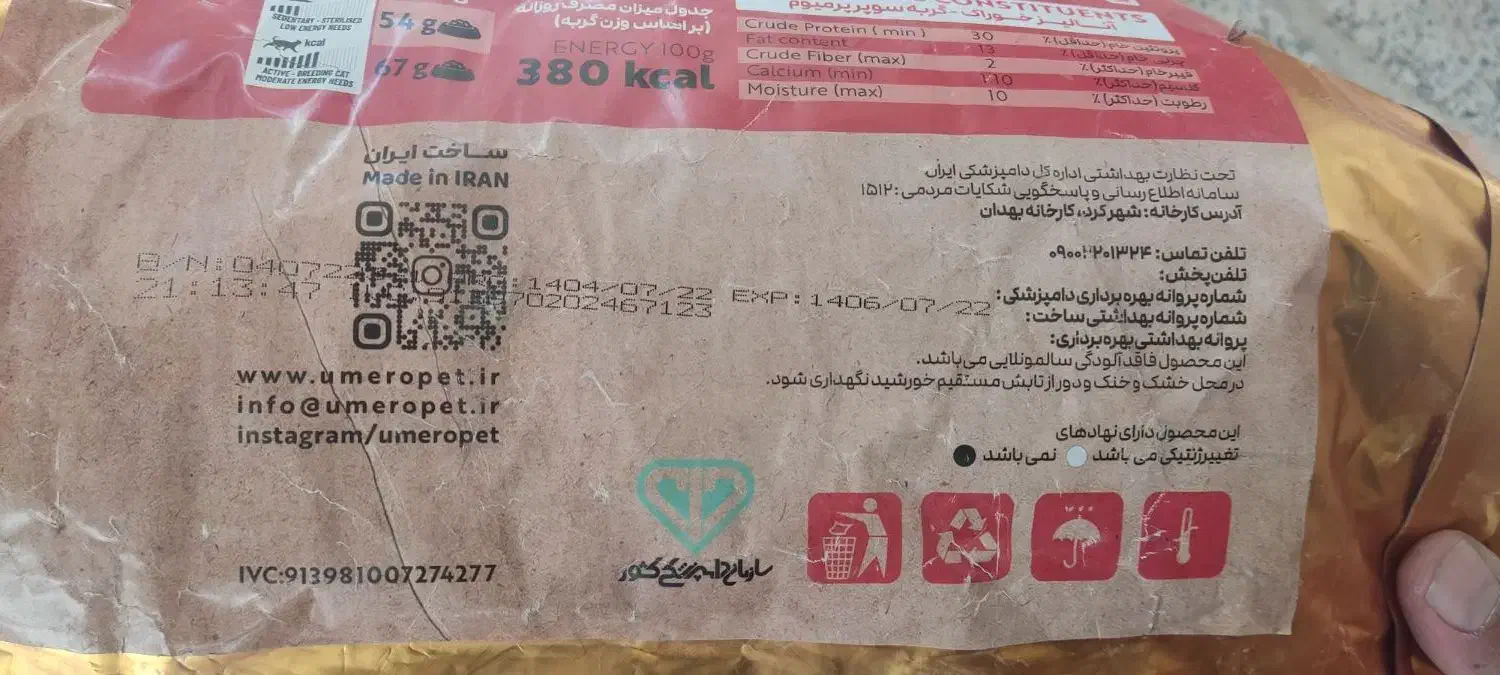 SEDENTARY - STERILISED
LOW ENERGY NEEDS
kcal
ACTIVE - BREEDING CAT
MODERATE ENERGY NEEDS
54 g
67 g
جدول میزان مصرف روزانه
(بر اساس وزن گربه)
ENERGY 100g
380 kcal
CONSTITUENTS
آنالیز خوراک - گربه سوپر پرمیوم
Crude Protein ( min ) 30 پروتئین خام (حداقل) ٪
Fat content 13 چربی خام (حداقل) ٪
Crude Fiber (max) 2 فیبر خام (حداکثر) ٪
Calcium (min) 1/10 کلسیم (حداکثر) ٪
Moisture (max) 10 رطوبت (حداکثر) ٪
ساخت ایران
Made in IRAN
تحت نظارت بهداشتی اداره کل دامپزشکی ایران
سامانه اطلاع رسانی و پاسخگویی شکایات مردمی : ۱۵۱۲
آدرس کارخانه : شهر کرد، کارخانه بهدان
تلفن تماس :
تلفن پخش:
شماره پروانه بهره برداری دامپزشکی :
شماره پروانه بهداشتی ساخت :
پروانه بهداشتی بهره برداری:
B/N:040722
1404/07/22 EXP:1406/07/22
21:13:47
70202467123
این محصول فاقد آلودگی سالمونلایی می باشد.
در محل خشک و خنک و دور از تابش مستقیم خورشید نگهداری شود.
www.umeropet.ir
info@umeropet.ir
instagram/umeropet
این محصول دارای نهادهای
تغییر ژنتیکی می باشد نمی باشد
سازمان دامپزشکی کشور
IVC:913981007274277